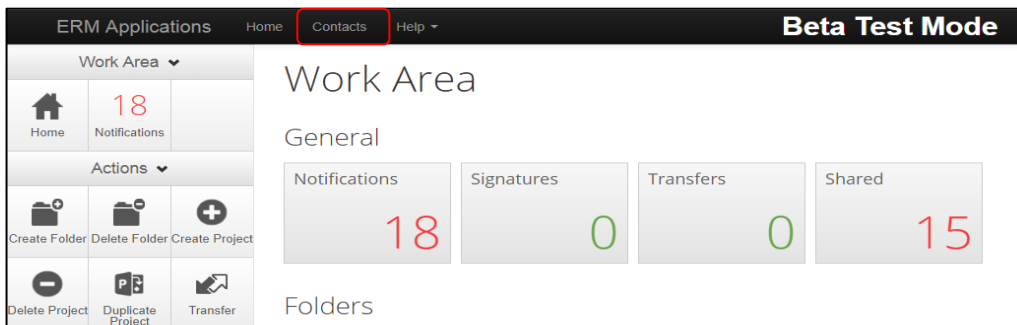 ERM Applications Home Contacts Help Beta Test Mode
Work Area
18
Home Notifications
Actions
Create Folder Delete Folder Create Project
Delete Project Duplicate Project Transfer
Work Area
General
Notifications Signatures Transfers Shared
18 0 0 15
Folders